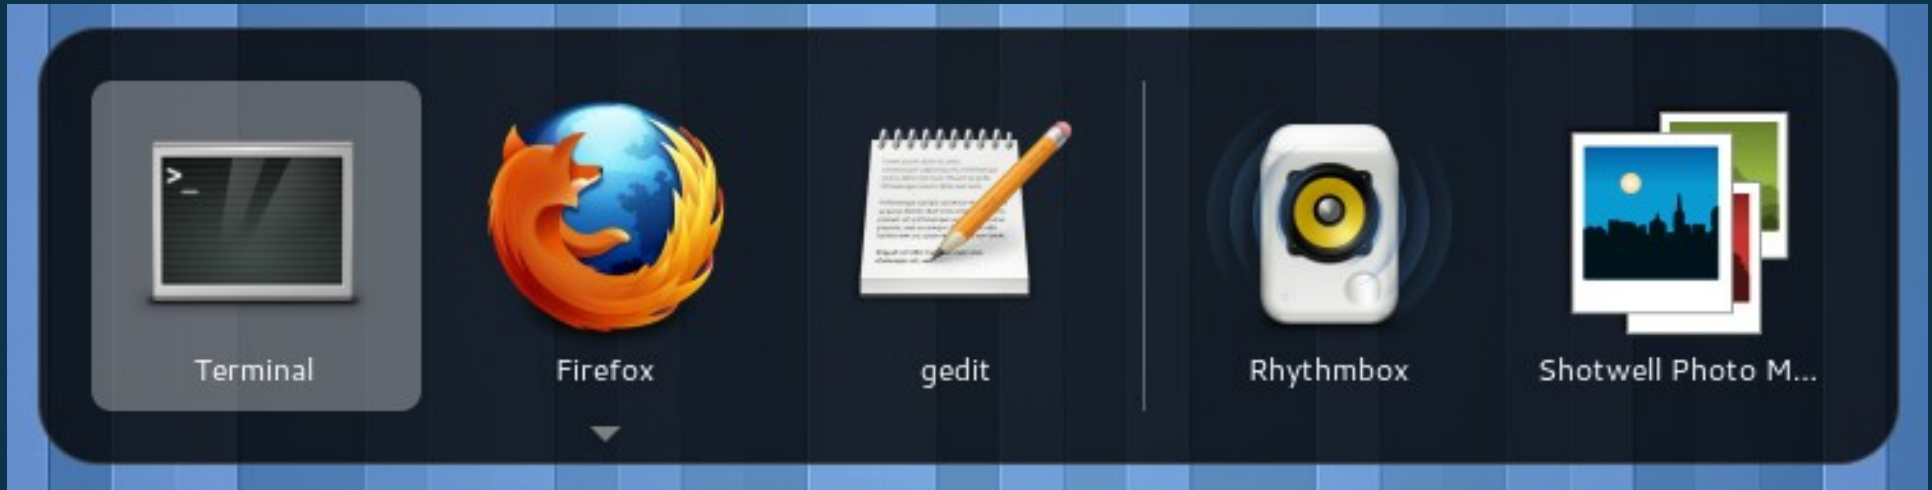 >_
Terminal
Firefox
gedit
Rhythmbox
Shotwell Photo M...